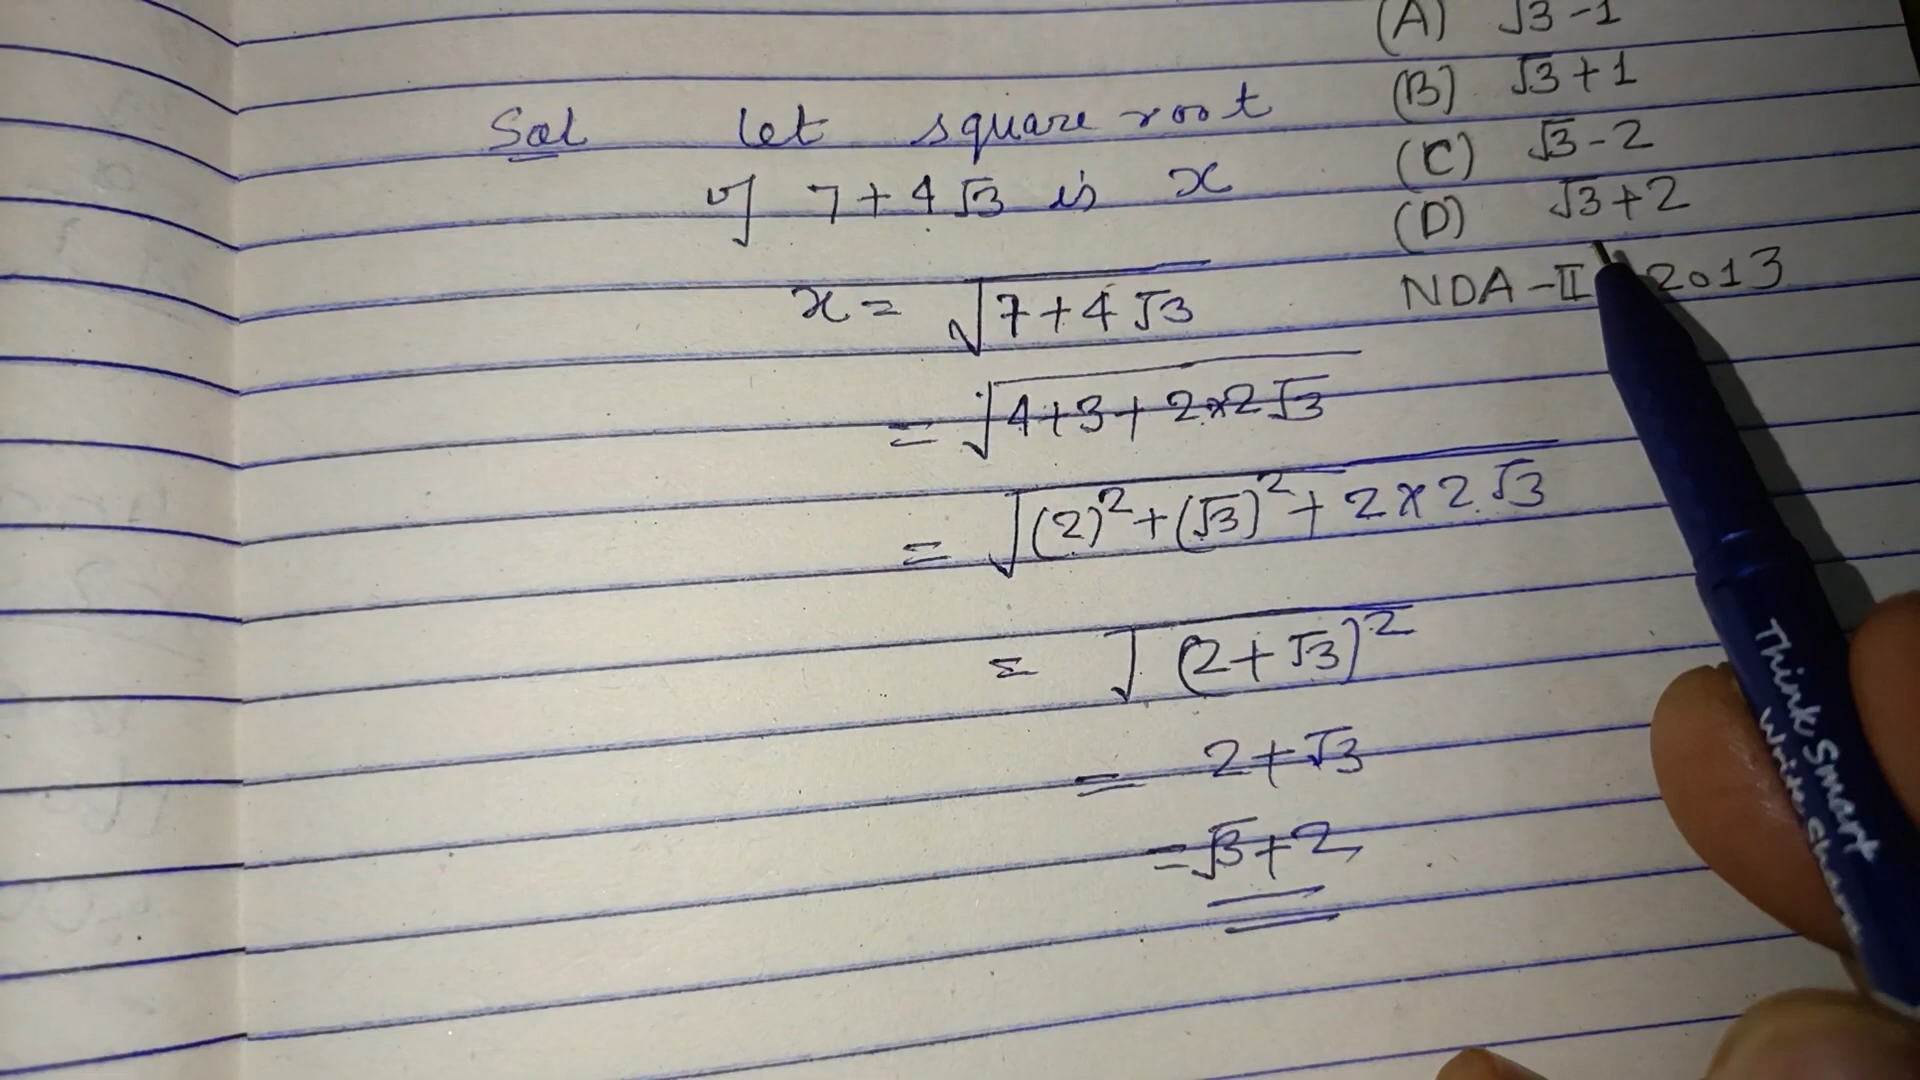 (A) √3-1
(B) √3+1
(C) √3-2
(D) √3+2
NDA-II 2013
Sol let square root
of 7+4√3 is x
x= √7+4√3
= √4+3+2×2√3
= √(2)²+(√3)²+2×2√3
= √(2+√3)²
= 2+√3
=√3+2
Think Smart
Write Sharp